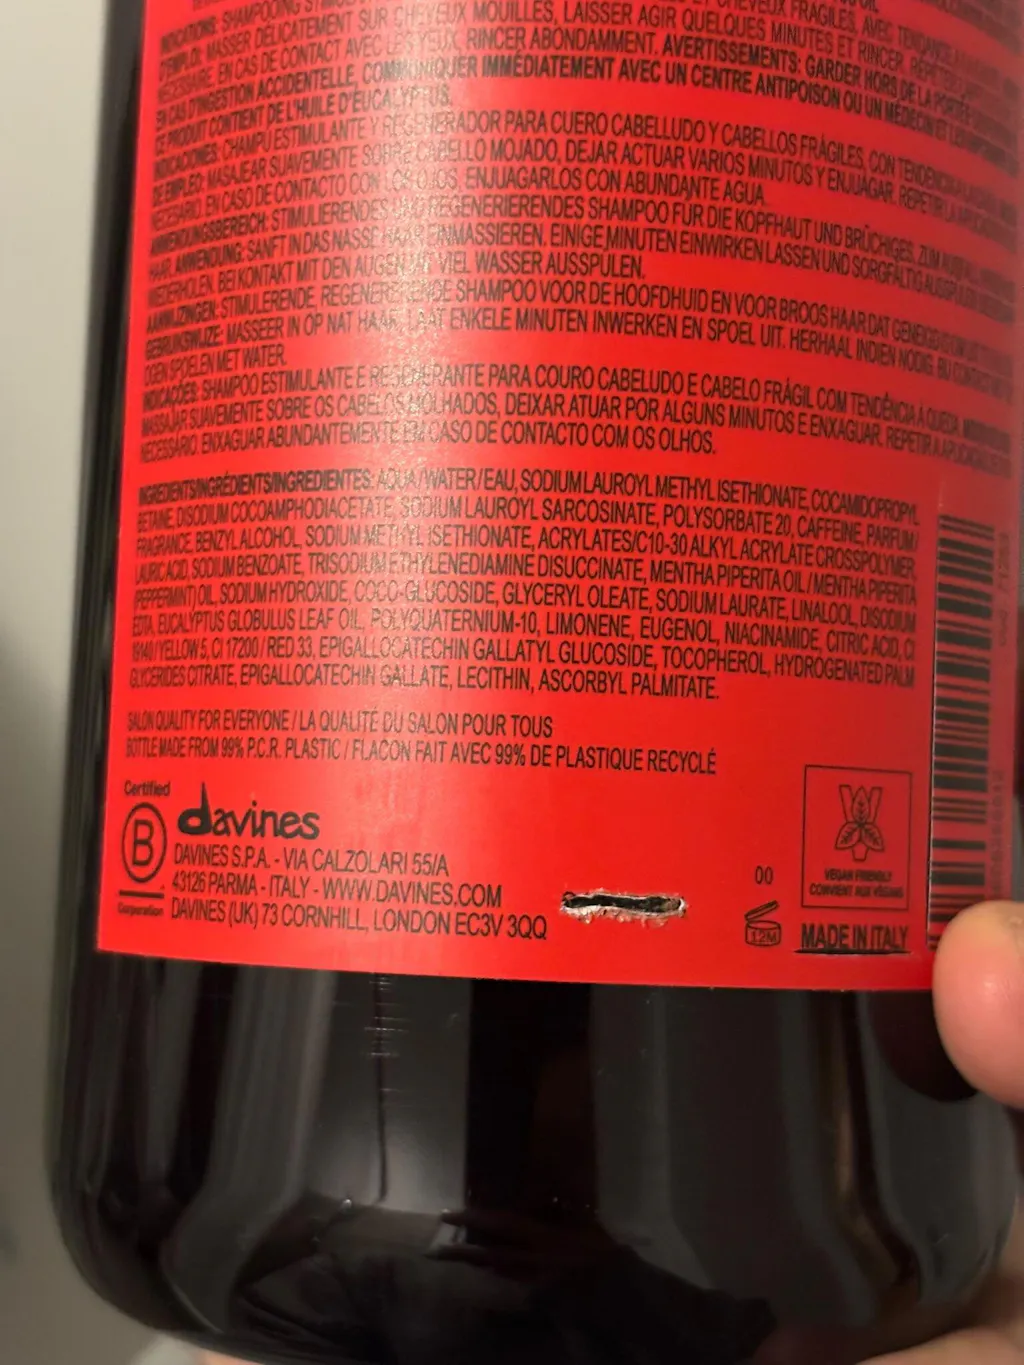 INDICATIONS: SHAMPOOING
D'EMPLOI: MASSER DÉLICATEMENT SUR CHEVEUX MOUILLÉS, LAISSER AGIR QUELQUES MINUTES ET RINCER.
NÉCESSAIRE. EN CAS DE CONTACT AVEC LES YEUX, RINCER ABONDAMMENT. AVERTISSEMENTS: GARDER HORS DE LA PORTÉE
EN CAS D'INGESTION ACCIDENTELLE, COMMUNIQUER IMMÉDIATEMENT AVEC UN CENTRE ANTIPOISON OU UN MÉDECIN ET
CE PRODUIT CONTIENT DE L'HUILE D'EUCALYPTUS.
INDICACIONES: CHAMPÚ ESTIMULANTE Y REGENERADOR PARA CUERO CABELLUDO Y CABELLOS FRÁGILES, CON TENDENCIA
DE EMPLEO: MASAJEAR SUAVEMENTE SOBRE CABELLO MOJADO, DEJAR ACTUAR VARIOS MINUTOS Y ENJUAGAR. REPETIR LA
NECESARIO. EN CASO DE CONTACTO CON LOS OJOS, ENJUAGARLOS CON ABUNDANTE AGUA.
ANWENDUNGSBEREICH: STIMULIERENDES UND REGENERIERENDES SHAMPOO FÜR DIE KOPFHAUT UND BRÜCHIGES, ZUM
HAAR. ANWENDUNG: SANFT IN DAS NASSE HAAR EINMASSIEREN. EINIGE MINUTEN EINWIRKEN LASSEN UND SORGFÄLTIG AUSSPÜLEN.
WIEDERHOLEN. BEI KONTAKT MIT DEN AUGEN MIT VIEL WASSER AUSSPÜLEN.
AANWIJZINGEN: STIMULERENDE, REGENERERENDE SHAMPOO VOOR DE HOOFDHUID EN VOOR BROOS HAAR DAT GENEIGD IS
GEBRUIKSWIJZE: MASSEER IN OP NAT HAAR, LAAT ENKELE MINUTEN INWERKEN EN SPOEL UIT. HERHAAL INDIEN NODIG. BIJ CONTACT
OGEN SPOELEN MET WATER.
INDICAÇÕES: SHAMPOO ESTIMULANTE E REGENERANTE PARA COURO CABELUDO E CABELO FRÁGIL COM TENDÊNCIA À QUEDA.
MASSAJAR SUAVEMENTE SOBRE OS CABELOS MOLHADOS, DEIXAR ATUAR POR ALGUNS MINUTOS E ENXAGUAR. REPETIR A APLICAÇÃO
NECESSÁRIO. ENXAGUAR ABUNDANTEMENTE EM CASO DE CONTACTO COM OS OLHOS.
INGREDIENTS/INGRÉDIENTS/INGREDIENTES: AQUA/WATER/EAU, SODIUM LAUROYL METHYL ISETHIONATE, COCAMIDOPROPYL
BETAINE, DISODIUM COCOAMPHODIACETATE, SODIUM LAUROYL SARCOSINATE, POLYSORBATE 20, CAFFEINE, PARFUM/
FRAGRANCE, BENZYL ALCOHOL, SODIUM METHYL ISETHIONATE, ACRYLATES/C10-30 ALKYL ACRYLATE CROSSPOLYMER,
LAURIC ACID, SODIUM BENZOATE, TRISODIUM ETHYLENEDIAMINE DISUCCINATE, MENTHA PIPERITA OIL / MENTHA PIPERITA
(PEPPERMINT) OIL, SODIUM HYDROXIDE, COCO-GLUCOSIDE, GLYCERYL OLEATE, SODIUM LAURATE, LINALOOL, DISODIUM
EDTA, EUCALYPTUS GLOBULUS LEAF OIL, POLYQUATERNIUM-10, LIMONENE, EUGENOL, NIACINAMIDE, CITRIC ACID, CI
19140 / YELLOW 5, CI 17200 / RED 33, EPIGALLOCATECHIN GALLATYL GLUCOSIDE, TOCOPHEROL, HYDROGENATED PALM
GLYCERIDES CITRATE, EPIGALLOCATECHIN GALLATE, LECITHIN, ASCORBYL PALMITATE.
SALON QUALITY FOR EVERYONE / LA QUALITÉ DU SALON POUR TOUS
BOTTLE MADE FROM 99% P.C.R. PLASTIC / FLACON FAIT AVEC 99% DE PLASTIQUE RECYCLÉ
Certified
B
Corporation
davines
DAVINES S.P.A. - VIA CALZOLARI 55/A
43126 PARMA - ITALY - WWW.DAVINES.COM
DAVINES (UK) 73 CORNHILL, LONDON EC3V 3QQ
00
12M
VEGAN FRIENDLY
CONVIENT AUX VÉGANS
MADE IN ITALY